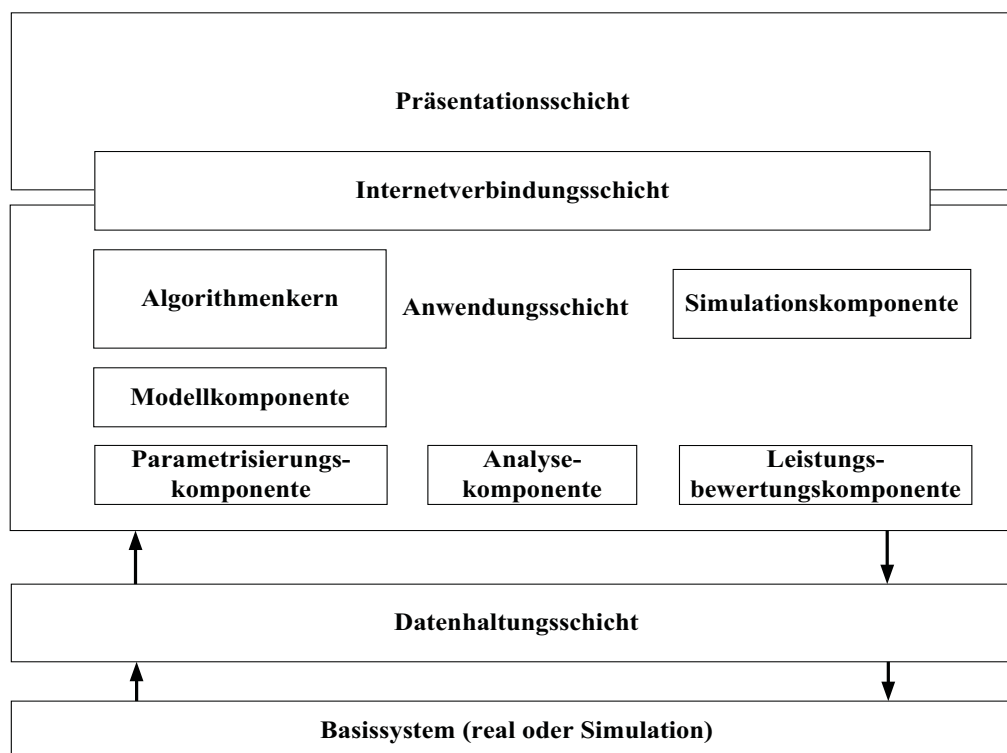 Präsentationsschicht
Internetverbindungsschicht
Algorithmenkern
Anwendungsschicht
Simulationskomponente
Modellkomponente
Parametrisierungs-
komponente
Analyse-
komponente
Leistungs-
bewertungskomponente
Datenhaltungsschicht
Basissystem (real oder Simulation)